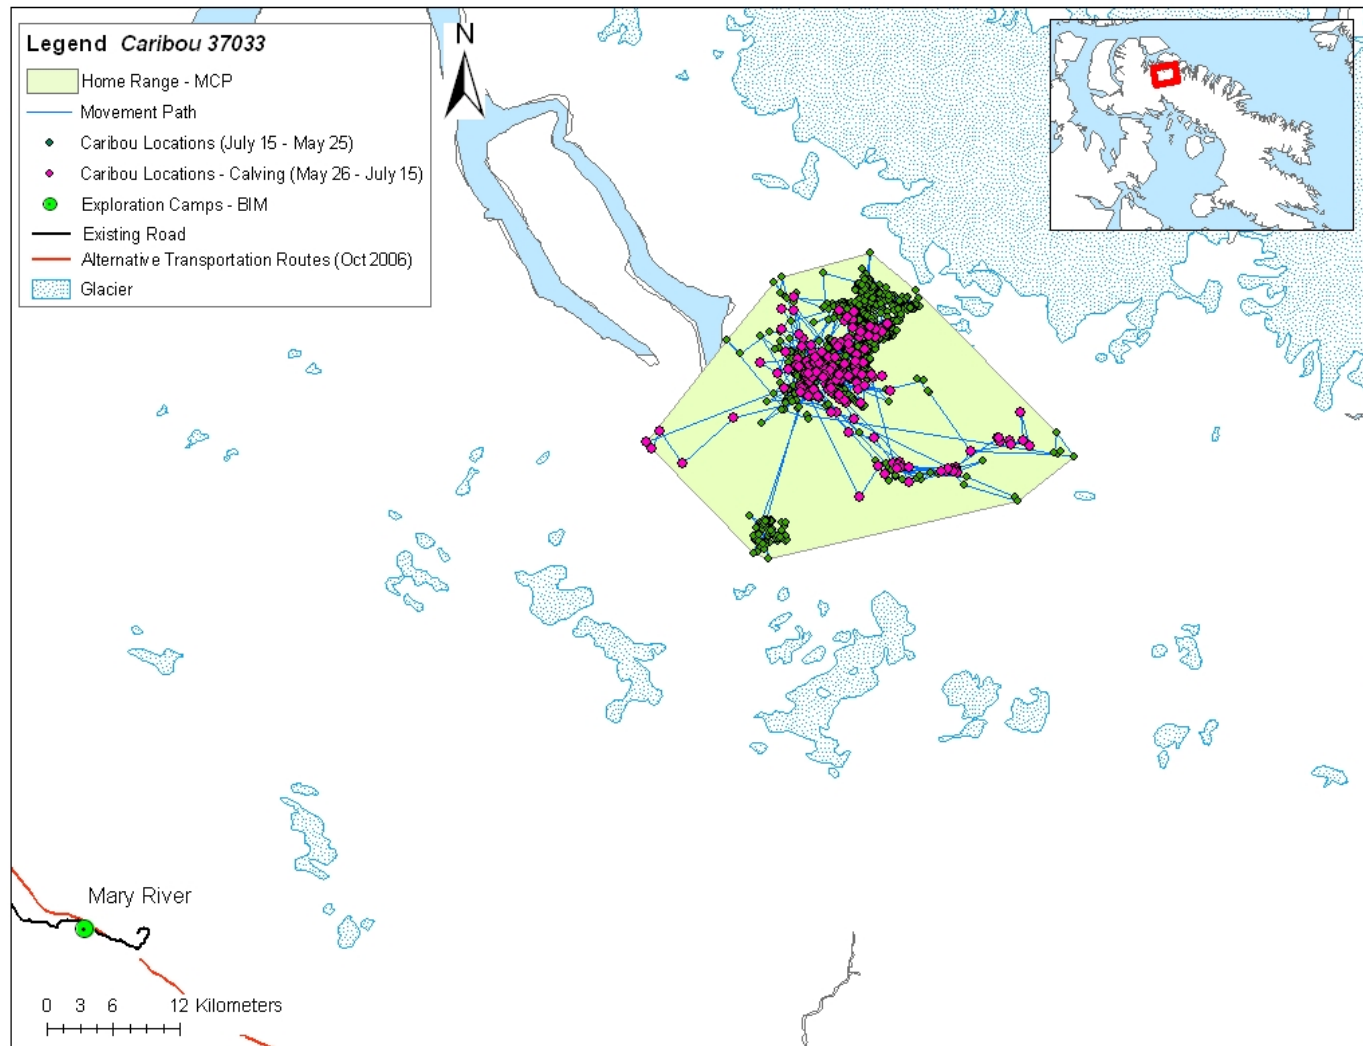 Legend Caribou 37033
Home Range - MCP
Movement Path
Caribou Locations (July 15 - May 25)
Caribou Locations - Calving (May 26 - July 15)
Exploration Camps - BIM
Existing Road
Alternative Transportation Routes (Oct 2006)
Glacier
N
Mary River
0 3 6 12 Kilometers